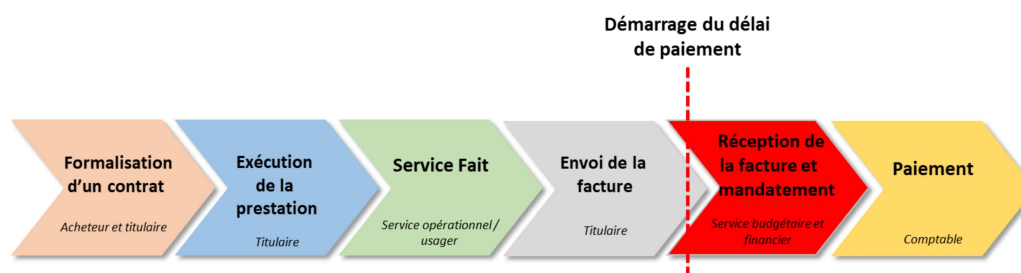 Démarrage du délai
de paiement
Formalisation
d'un contrat
Acheteur et titulaire
Exécution
de la
prestation
Titulaire
Service Fait
Service opérationnel /
usager
Envoi de la
facture
Titulaire
Réception de
la facture et
mandatement
Service budgétaire et
financier
Paiement
Comptable